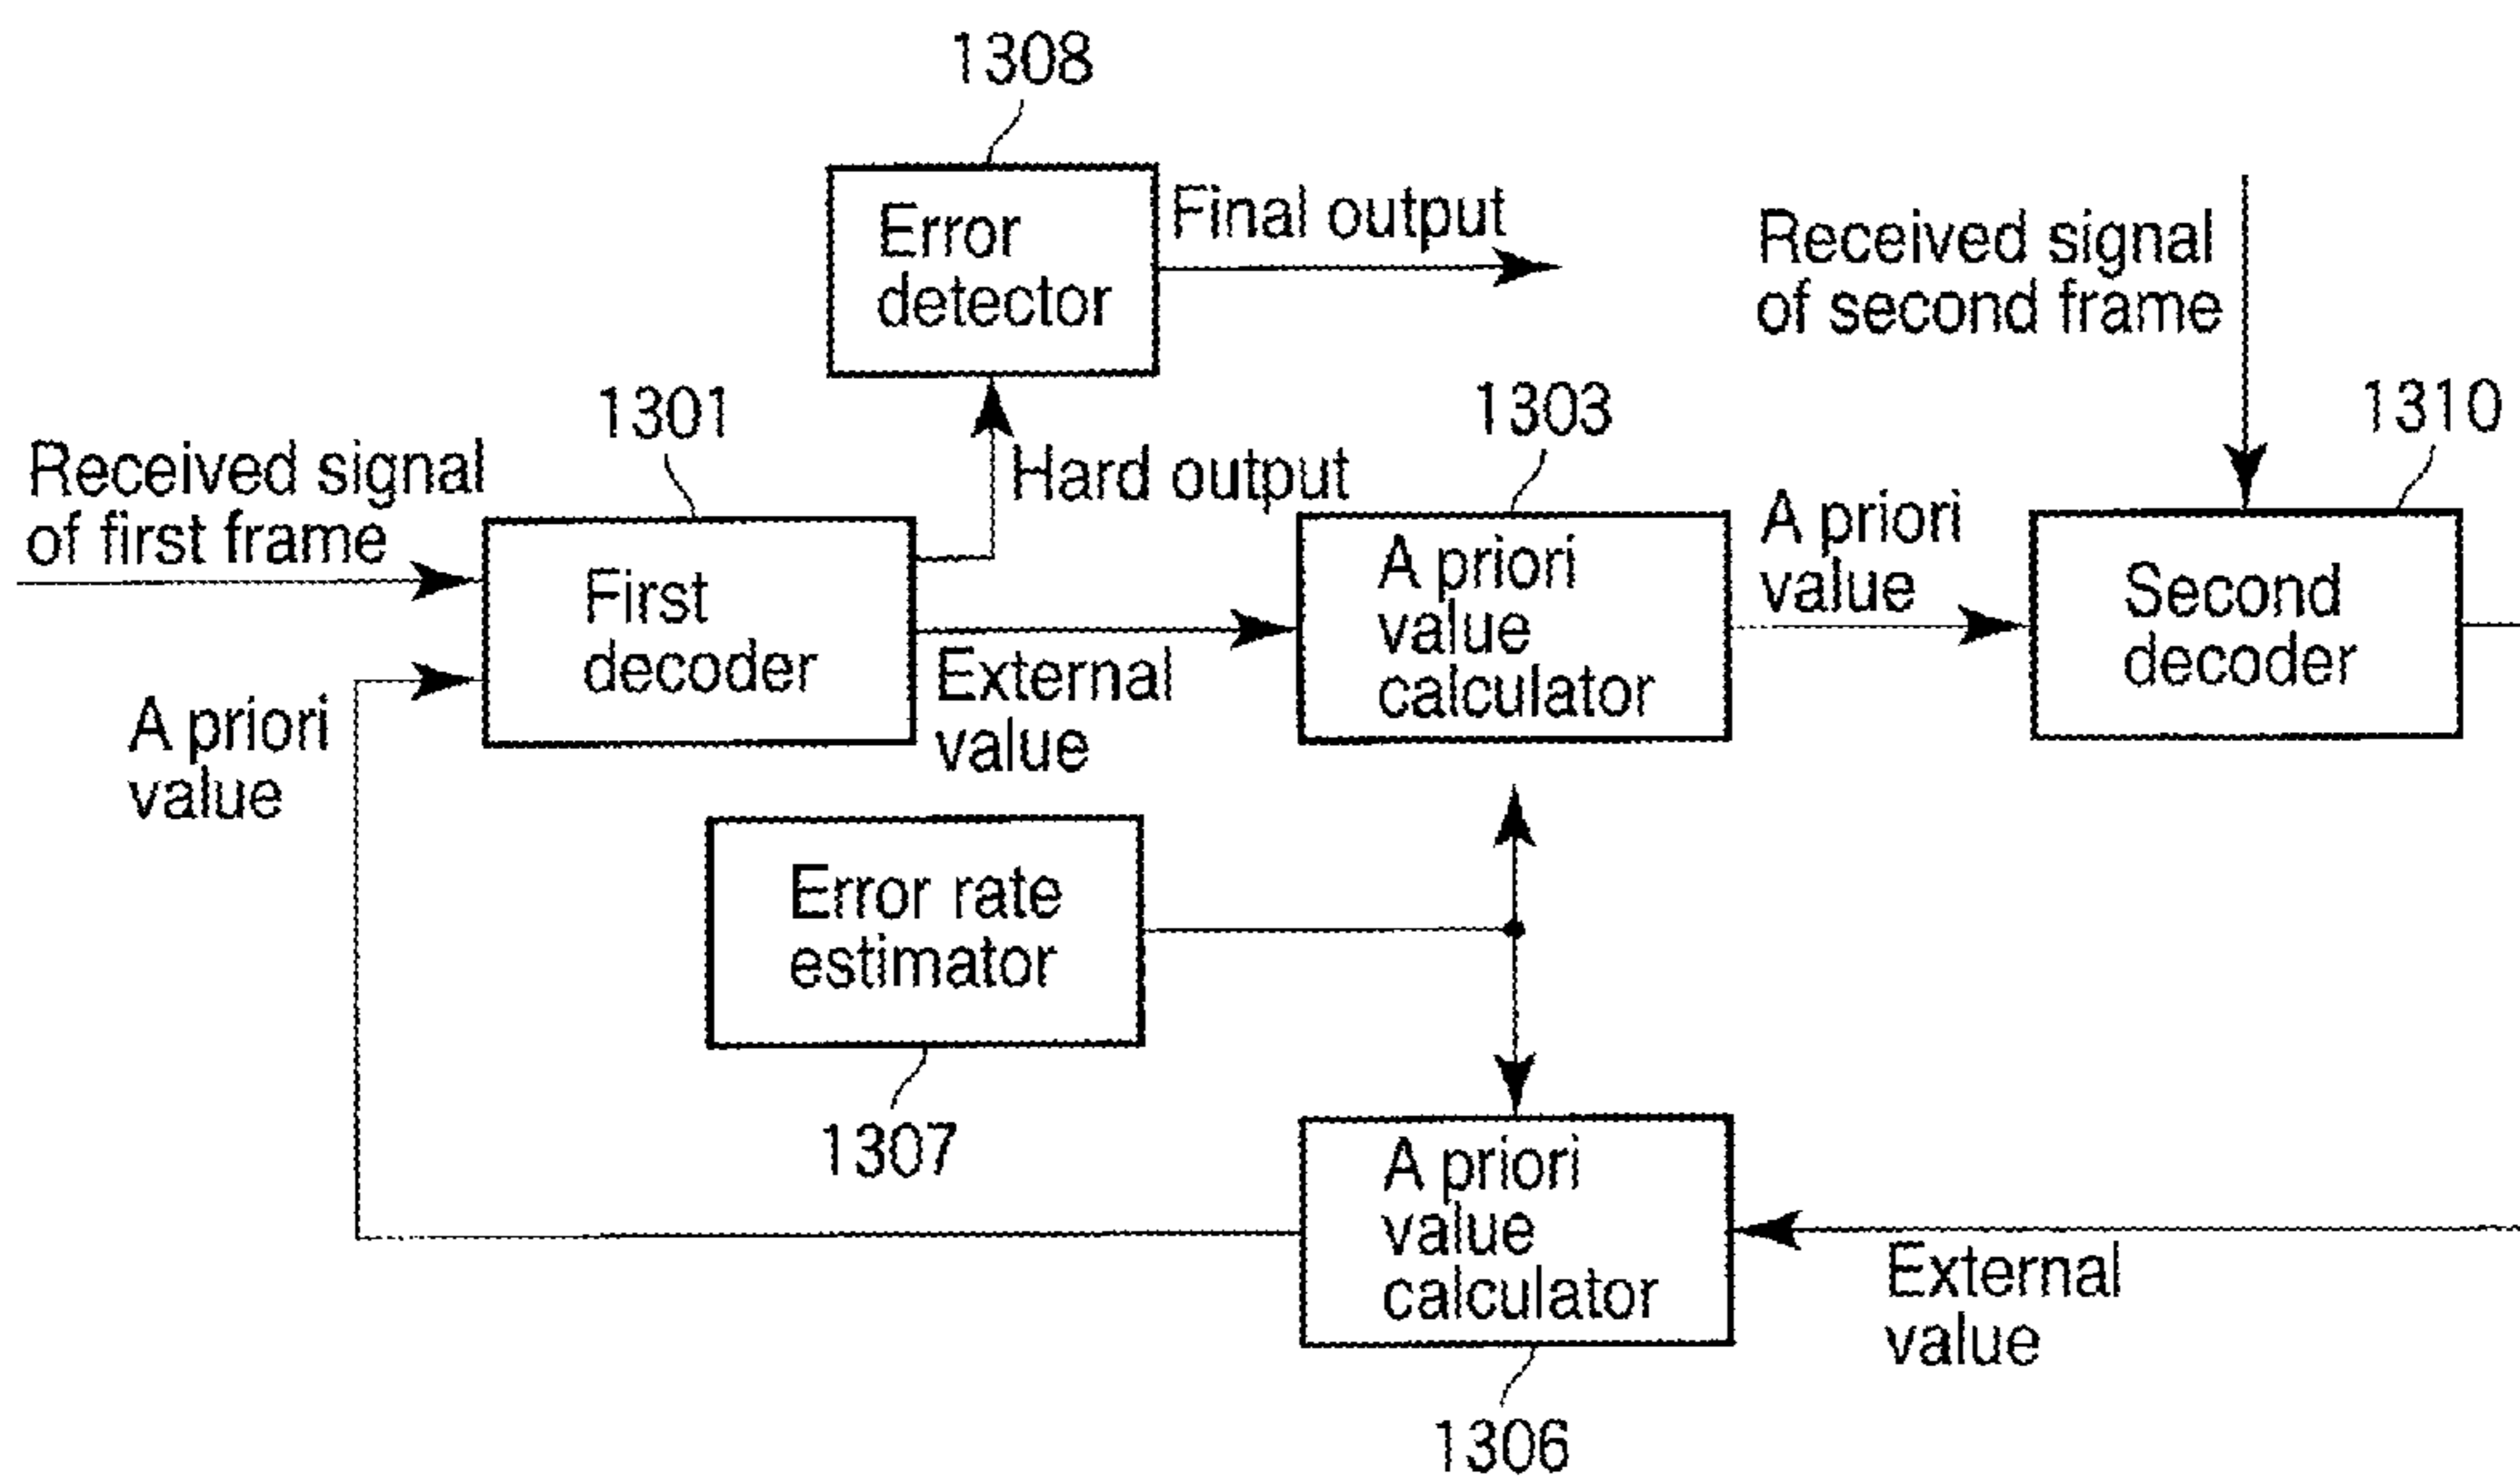 1308
Error
detector
Final output
Received signal
of second frame
1301
1303
1310
Received signal
of first frame
Hard output
First
decoder
A priori
value
calculator
A priori
value
Second
decoder
External
value
A priori
value
Error rate
estimator
1307
A priori
value
calculator
External
value
1306